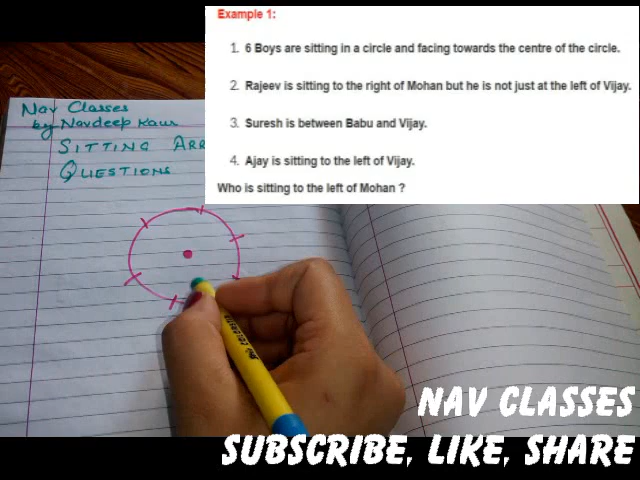 Example 1:
1. 6 Boys are sitting in a circle and facing towards the centre of the circle.
2. Rajeev is sitting to the right of Mohan but he is not just at the left of Vijay.
3. Suresh is between Babu and Vijay.
4. Ajay is sitting to the left of Vijay.
Who is sitting to the left of Mohan ?
Nav Classes
by Navdeep Kaur
SITTING ARR
QUESTIONS
NAV CLASSES
SUBSCRIBE, LIKE, SHARE